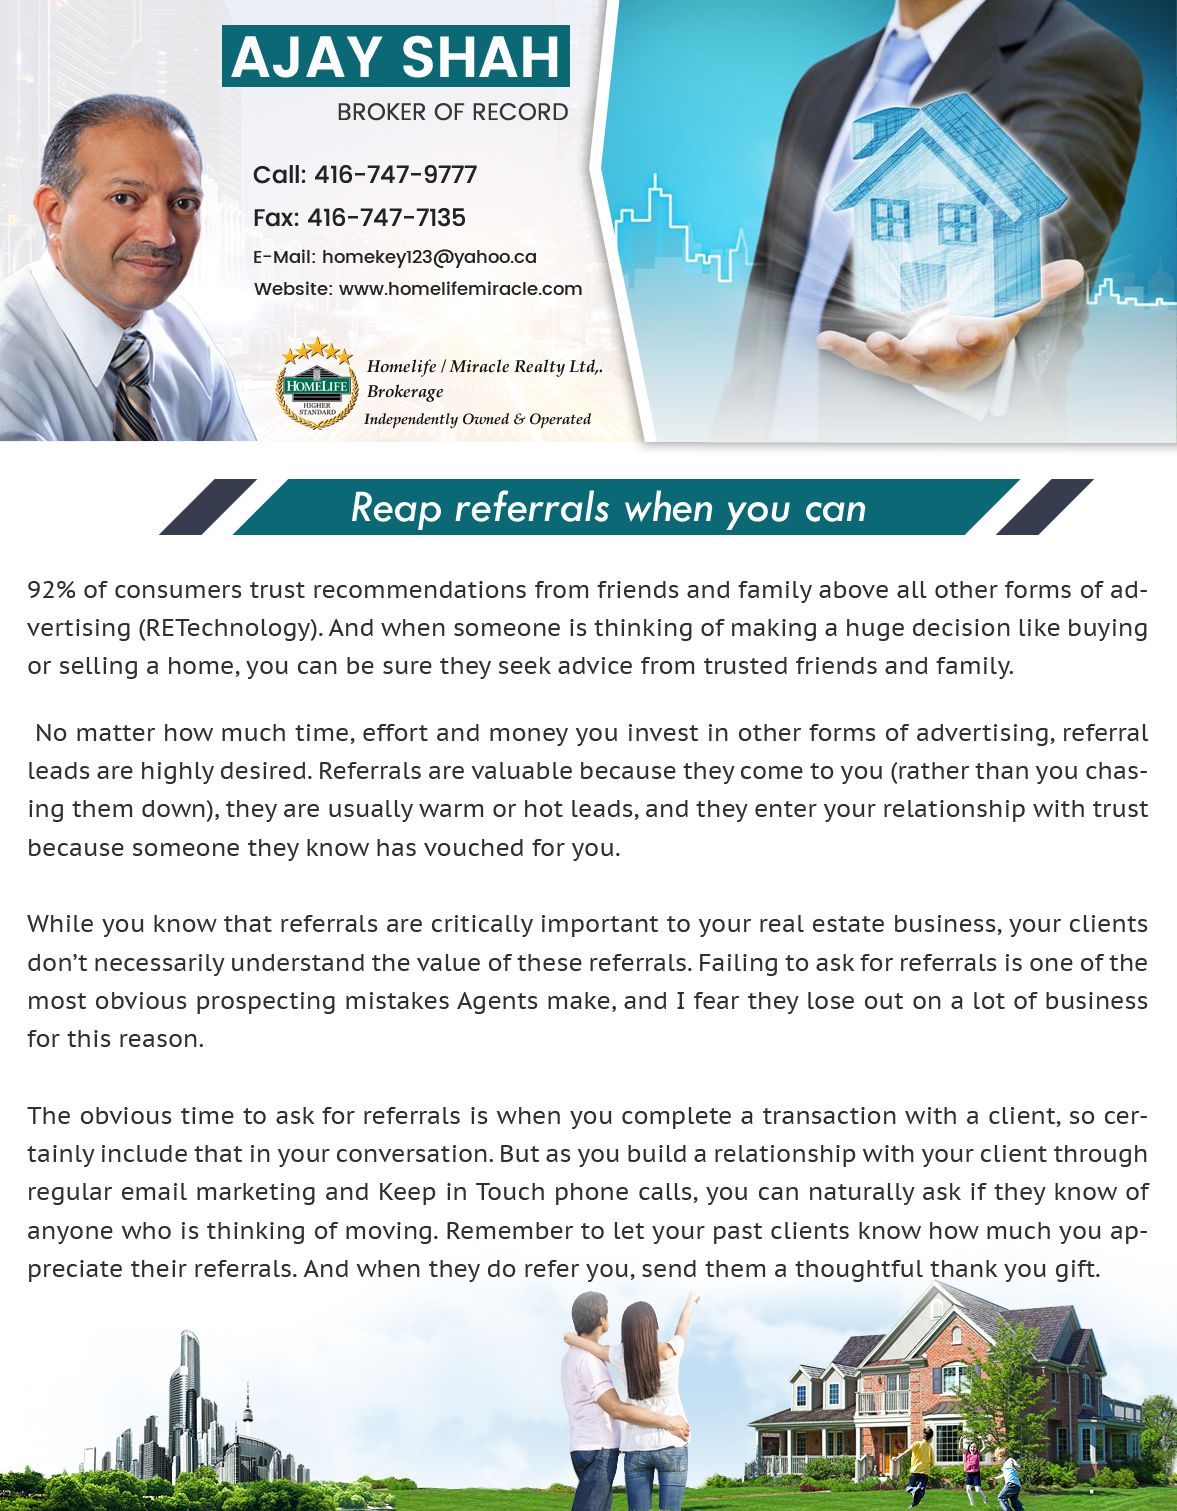 AJAY SHAH
BROKER OF RECORD
Call: 416-747-9777
Fax: 416-747-7135
E-Mail: homekey123@yahoo.ca
Website: www.homelifemiracle.com
HOMELIFE
HIGHER
STANDARD
Homelife / Miracle Realty Ltd,.
Brokerage
Independently Owned & Operated
Reap referrals when you can
92% of consumers trust recommendations from friends and family above all other forms of ad-
vertising (RETechnology). And when someone is thinking of making a huge decision like buying
or selling a home, you can be sure they seek advice from trusted friends and family.
No matter how much time, effort and money you invest in other forms of advertising, referral
leads are highly desired. Referrals are valuable because they come to you (rather than you chas-
ing them down), they are usually warm or hot leads, and they enter your relationship with trust
because someone they know has vouched for you.
While you know that referrals are critically important to your real estate business, your clients
don’t necessarily understand the value of these referrals. Failing to ask for referrals is one of the
most obvious prospecting mistakes Agents make, and I fear they lose out on a lot of business
for this reason.
The obvious time to ask for referrals is when you complete a transaction with a client, so cer-
tainly include that in your conversation. But as you build a relationship with your client through
regular email marketing and Keep in Touch phone calls, you can naturally ask if they know of
anyone who is thinking of moving. Remember to let your past clients know how much you ap-
preciate their referrals. And when they do refer you, send them a thoughtful thank you gift.